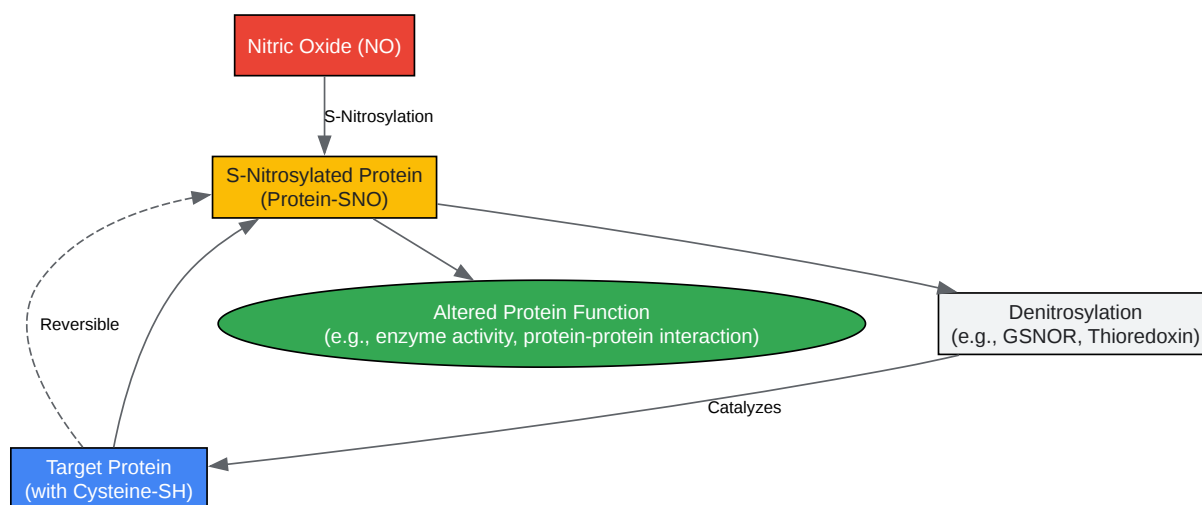 Nitric Oxide (NO)
S-Nitrosylation
S-Nitrosylated Protein
(Protein-SNO)
Altered Protein Function
(e.g., enzyme activity, protein-protein interaction)
Denitrosylation
(e.g., GSNOR, Thioredoxin)
Reversible
Catalyzes
Target Protein
(with Cysteine-SH)